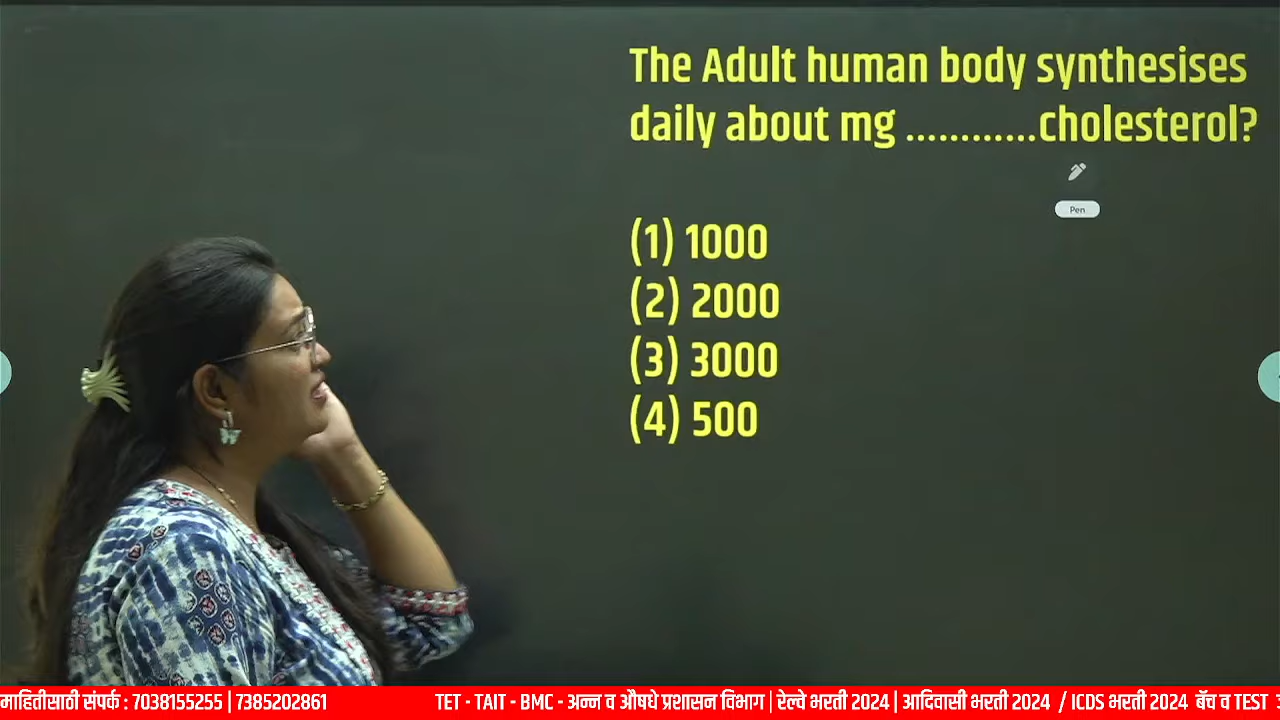 The Adult human body synthesises
daily about mg ............cholesterol?
Pen
(1) 1000
(2) 2000
(3) 3000
(4) 500
माहितीसाठी संपर्क : 7038155255 | 7385202861 TET - TAIT - BMC - अन्न व औषधे प्रशासन विभाग | रेल्वे भरती 2024 | आदिवासी भरती 2024 / ICDS भरती 2024 बॅच व TEST